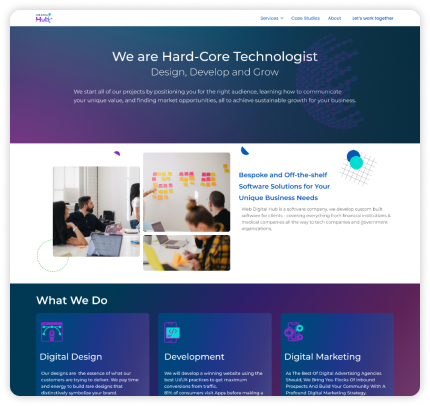 Hub
Services Case Studies About Let's work together
We are Hard-Core Technologist
Design, Develop and Grow
We start all of our projects by positioning you for the right audience, learning how to communicate
your unique value, and finding market opportunities, all to achieve sustainable growth for your business.
Bespoke and Off-the-shelf
Software Solutions for Your
Unique Business Needs
Web Digital Hub is a software company, we develop custom built
software for clients - covering everything from financial institutions &
medical companies all the way to tech companies and government
organizations.
What We Do
Digital Design
Our designs are the essence of what our
customers are trying to deliver. We pay time
and energy to build rare designs that
distinctively symbolise your brand.
Development
We will develop a winning website using the
best UI/UX practices to get maximum
conversions from traffic.
81% of consumers visit Apps before making a
Digital Marketing
As The Best Of Digital Advertising Agencies
Should, We Bring You Flocks Of Inbound
Prospects And Build Your Community With A
Profound Digital Marketing Strategy.